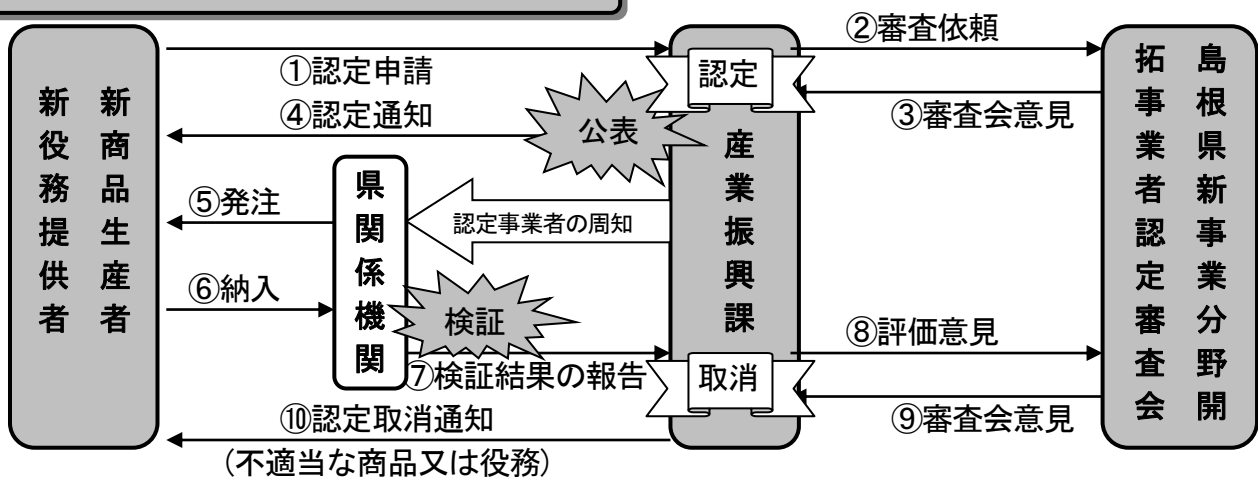 新商品生産者
新役務提供者
①認定申請
④認定通知
公表
認定
②審査依頼
③審査会意見
産業振興課
島根県新事業分野開
拓事業者認定審査会
県関係機関
認定事業者の周知
⑤発注
⑥納入
検証
⑦検証結果の報告
取消
⑧評価意見
⑨審査会意見
⑩認定取消通知
(不適当な商品又は役務)